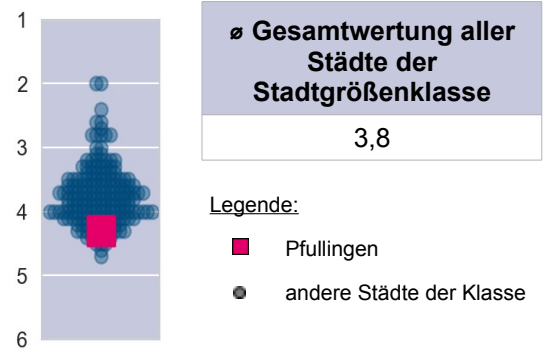 1
2
3
4
5
6
ø Gesamtwertung aller
Städte der
Stadtgrößenklasse
3,8
Legende:
Pfullingen
andere Städte der Klasse